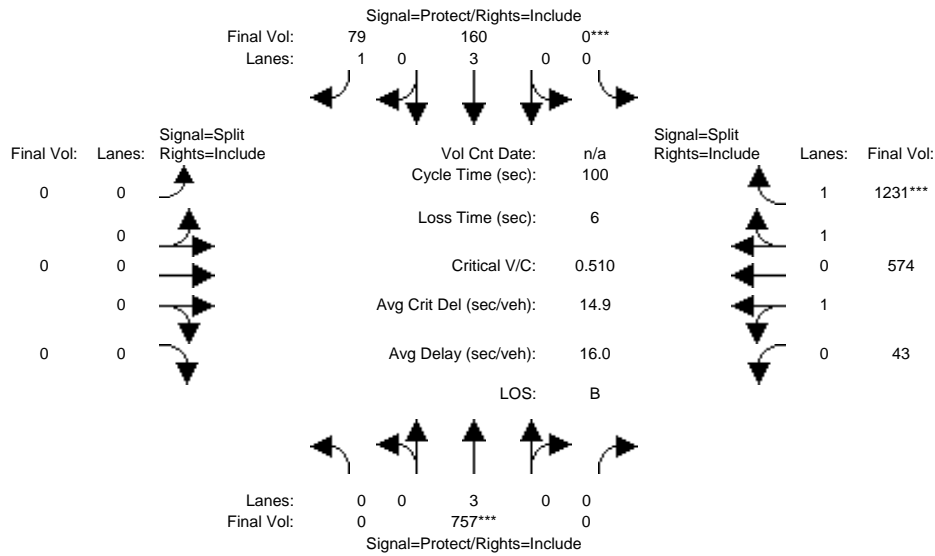 Signal=Protect/Rights=Include
Final Vol: 79 160 0***
Lanes: 1 0 3 0 0
Signal=Split Signal=Split
Final Vol: Lanes: Rights=Include Vol Cnt Date: n/a Rights=Include Lanes: Final Vol:
Cycle Time (sec): 100
0 0 1 1231***
Loss Time (sec): 6
0 1
0 0 Critical V/C: 0.510 0 574
0 Avg Crit Del (sec/veh): 14.9 1
0 0 Avg Delay (sec/veh): 16.0 0 43
LOS: B
Lanes: 0 0 3 0 0
Final Vol: 0 757*** 0
Signal=Protect/Rights=Include